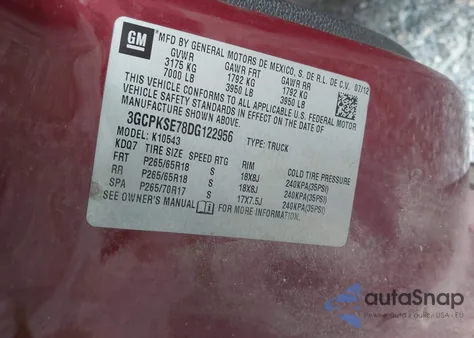 GM
MFD BY GENERAL MOTORS DE MEXICO, S. DE R.L. DE C.V. 07/12
GVWR GAWR FRT GAWR RR
3175 KG 1792 KG 1792 KG
7000 LB 3950 LB 3950 LB
THIS VEHICLE CONFORMS TO ALL APPLICABLE U.S. FEDERAL MOTOR
VEHICLE SAFETY STANDARDS IN EFFECT ON THE DATE OF
MANUFACTURE SHOWN ABOVE.
3GCPKSE78DG122956 TYPE: TRUCK
MODEL: K10543
KDQ7 TIRE SIZE SPEED RTG RIM COLD TIRE PRESSURE
FRT P265/65R18 S 18X8J 240KPA(35PSI)
RR P265/65R18 S 18X8J 240KPA(35PSI)
SPA P265/70R17 S 17X7.5J 240KPA(35PSI)
SEE OWNER'S MANUAL FOR MORE INFORMATION.
autoSnap